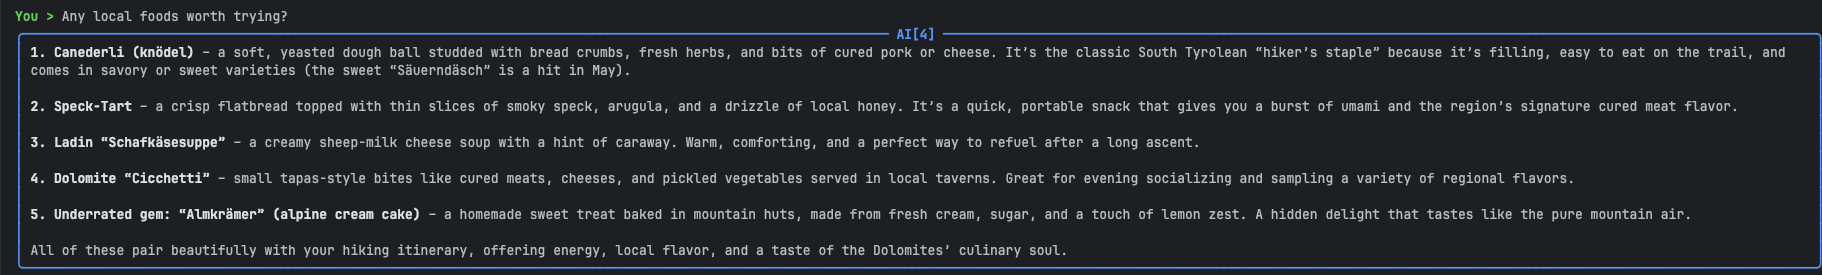 You > Any local foods worth trying?
AI[4]
1. Canederli (knödel) – a soft, yeasted dough ball studded with bread crumbs, fresh herbs, and bits of cured pork or cheese. It’s the classic South Tyrolean “hiker’s staple” because it’s filling, easy to eat on the trail, and
comes in savory or sweet varieties (the sweet “Säuerndäsch” is a hit in May).
2. Speck-Tart – a crisp flatbread topped with thin slices of smoky speck, arugula, and a drizzle of local honey. It’s a quick, portable snack that gives you a burst of umami and the region’s signature cured meat flavor.
3. Ladin “Schafkäsesuppe” – a creamy sheep-milk cheese soup with a hint of caraway. Warm, comforting, and a perfect way to refuel after a long ascent.
4. Dolomite “Cicchetti” – small tapas-style bites like cured meats, cheeses, and pickled vegetables served in local taverns. Great for evening socializing and sampling a variety of regional flavors.
5. Underrated gem: “Almkrämer” (alpine cream cake) – a homemade sweet treat baked in mountain huts, made from fresh cream, sugar, and a touch of lemon zest. A hidden delight that tastes like the pure mountain air.
All of these pair beautifully with your hiking itinerary, offering energy, local flavor, and a taste of the Dolomites’ culinary soul.